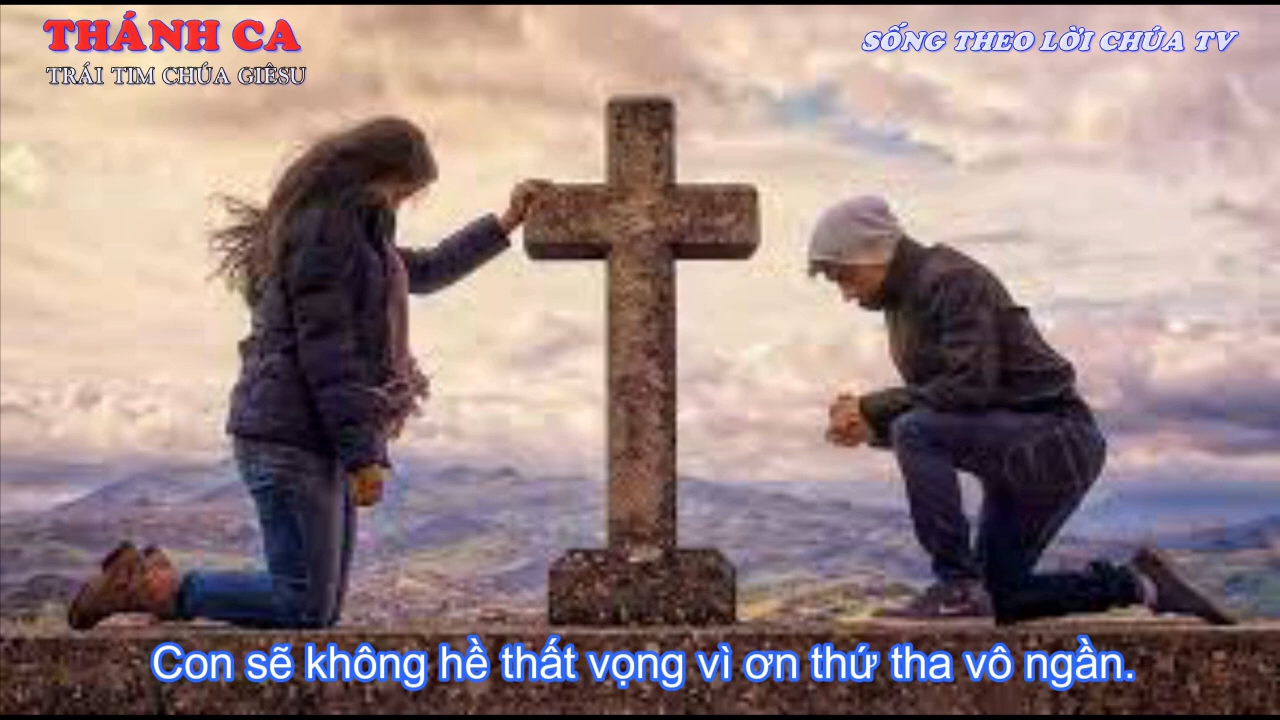 THÁNH CA
TRÁI TIM CHÚA GIÊSU
SỐNG THEO LỜI CHÚA TV
Con sẽ không hề thất vọng vì ơn thứ tha vô ngần.